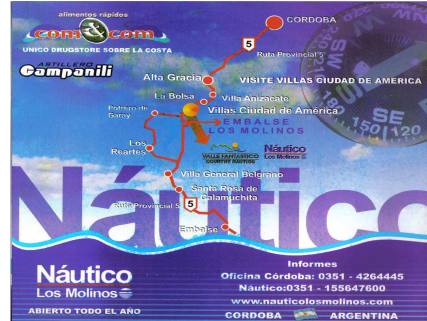 alimentos rápidos
com&cam
UNICO DRUGSTORE SOBRE LA COSTA
ASTILLERO
Campanili
CORDOBA
5
Ruta Provincial 5
Alta Gracia
VISITE VILLAS CIUDAD DE AMERICA
La Bolsa
Villa Anizacate
Potrero de
Garay
Villas
Ciudad de América
EMBALSE
LOS MOLINOS
SW
SE
150
120
Los
Reartes
VALLE FANTASTICO
COUNTRY NAUTICO
Náutico
Los Molinos
Villa General Belgrano
Santa Rosa de
Calamuchita
Ruta Provincial 5
5
Embalse
Náutico
Náutico
Los Molinos
ABIERTO TODO EL AÑO
Informes
Oficina Córdoba: 0351 - 4264445
Náutico:0351 - 155647600
www.nauticolosmolinos.com
CORDOBA ARGENTINA